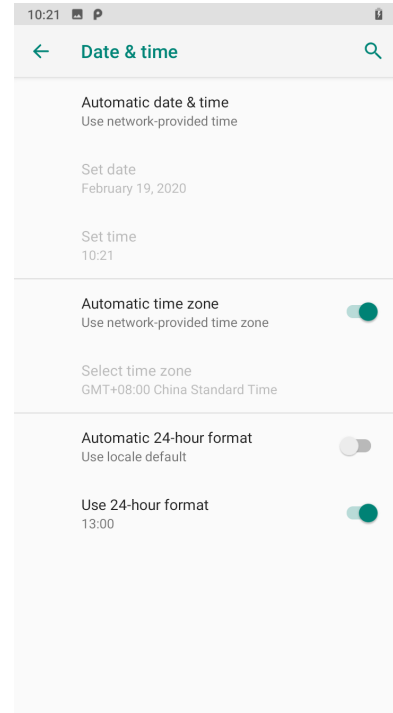 10:21
Date & time
Automatic date & time
Use network-provided time
Set date
February 19, 2020
Set time
10:21
Automatic time zone
Use network-provided time zone
Select time zone
GMT+08:00 China Standard Time
Automatic 24-hour format
Use locale default
Use 24-hour format
13:00